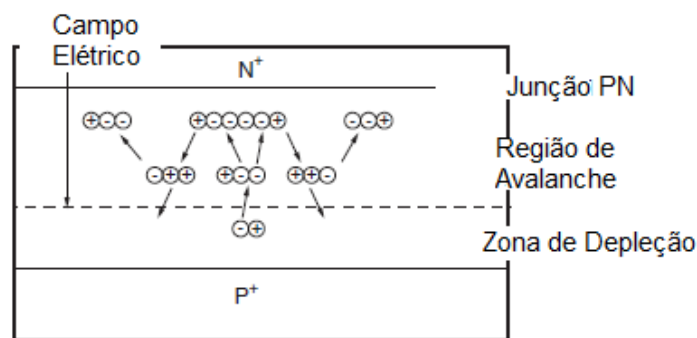 Campo
Elétrico
N+
Junção PN
⊕⊖⊖
⊕⊖⊖⊖⊖⊖⊕
⊖⊖⊕
Região de
Avalanche
⊖⊕⊕
⊕⊖⊖
⊕⊕⊖
⊖⊕
Zona de Depleção
P+